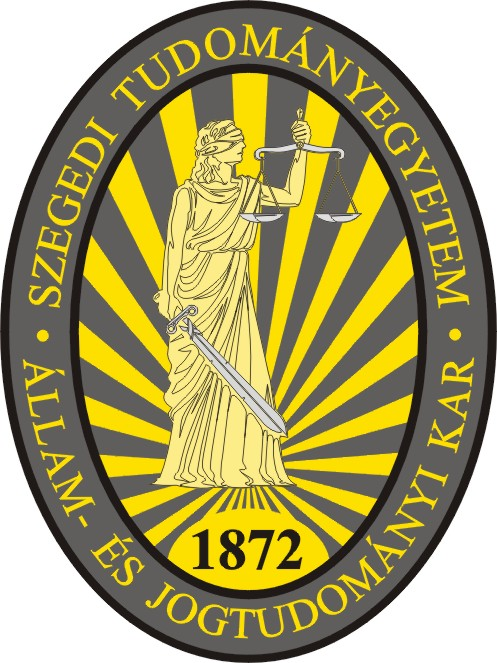 SZEGEDI TUDOMÁNYEGYETEM
• ÁLLAM- ÉS JOGTUDOMÁNYI KAR •
1872